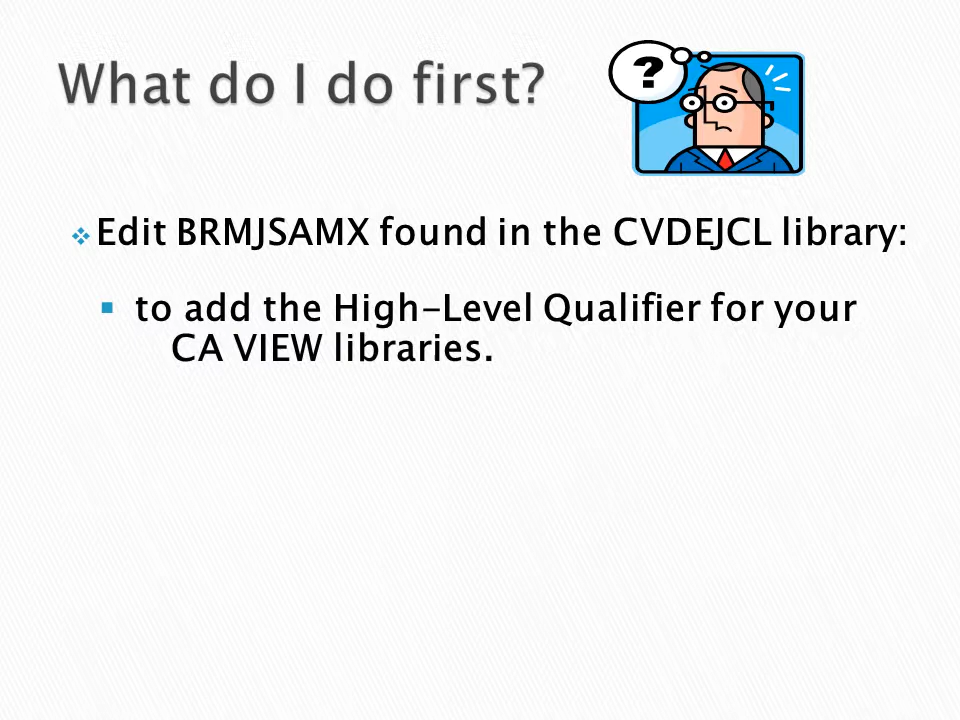 What do I do first?
?
Edit BRMJSAMX found in the CVDEJCL library:
to add the High-Level Qualifier for your
CA VIEW libraries.